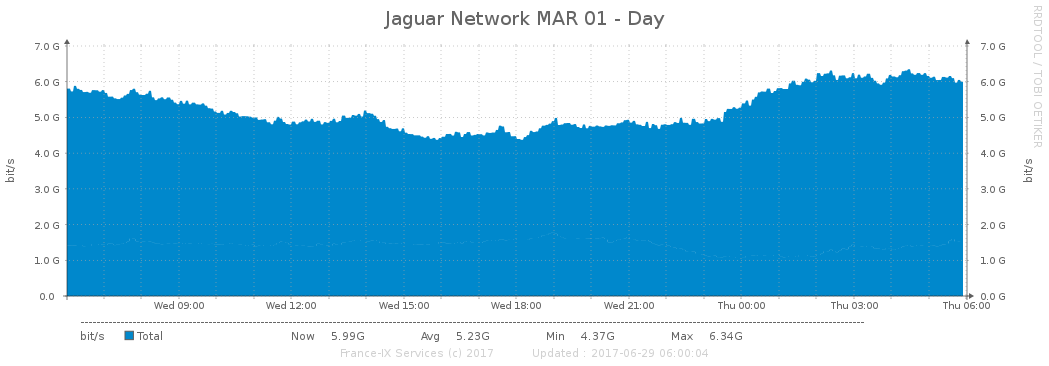 Jaguar Network MAR 01 - Day
RRDTOOL / TOBI OETIKER
7.0 G 7.0 G
6.0 G 6.0 G
5.0 G 5.0 G
4.0 G 4.0 G
3.0 G 3.0 G
2.0 G 2.0 G
1.0 G 1.0 G
0.0 0.0 G
bit/s
bit/s
Wed 09:00 Wed 12:00 Wed 15:00 Wed 18:00 Wed 21:00 Thu 00:00 Thu 03:00 Thu 06:00
bit/s Total Now 5.99G Avg 5.23G Min 4.37G Max 6.34G
France-IX Services (c) 2017 Updated : 2017-06-29 06:00:04